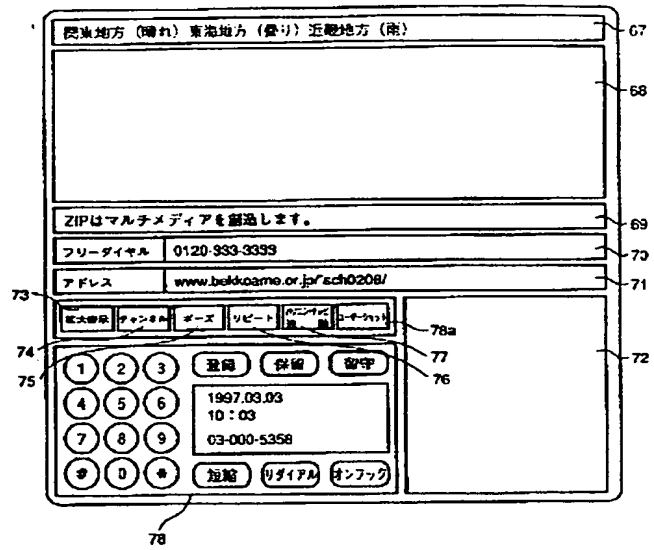 関東地方（晴れ）東海地方（曇り）近畿地方（雨）
67
68
ZIPはマルチメディアを創造します。
69
フリーダイヤル 0120-333-3333
70
アドレス www.bekkoame.or.jp/~sch0208/
71
73
拡大表示 チャンネル ポーズ リピート
78a
74
77
72
75
76
1 2 3 登録 保留 留守
4 5 6 1997.03.03
10:03
7 8 9 03-000-5358
# 0 * 短縮 リダイアル オンフック
78